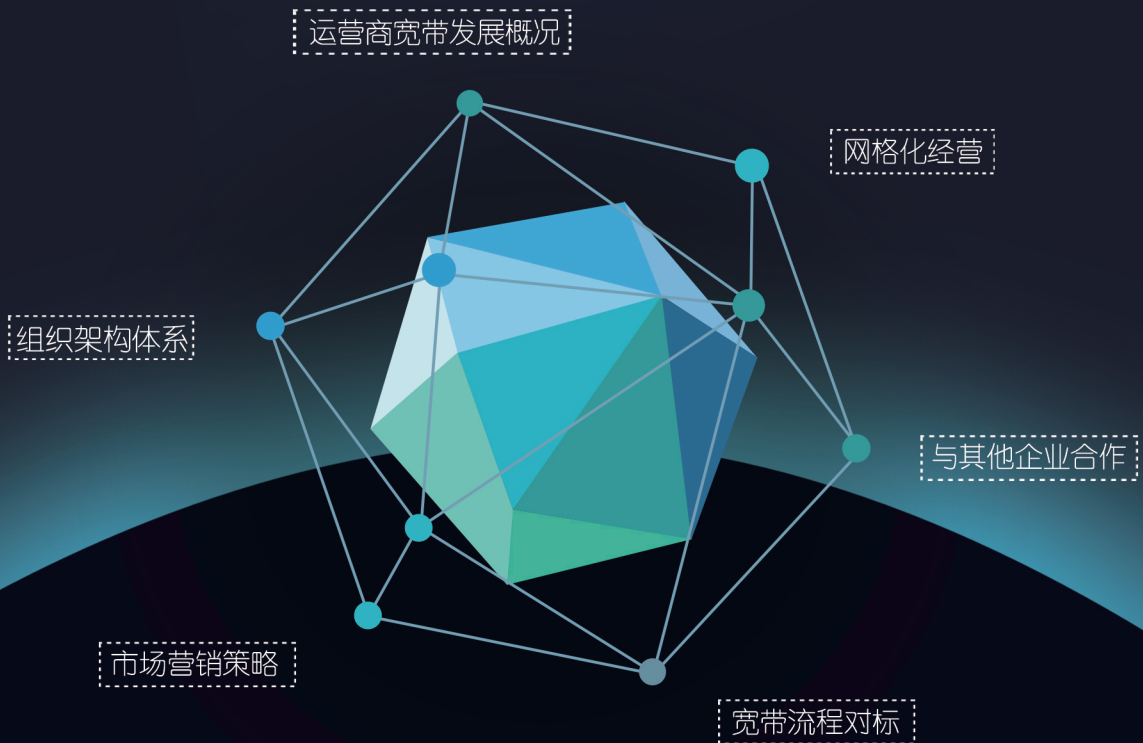 运营商宽带发展概况
网格化经营
组织架构体系
与其他企业合作
市场营销策略
宽带流程对标